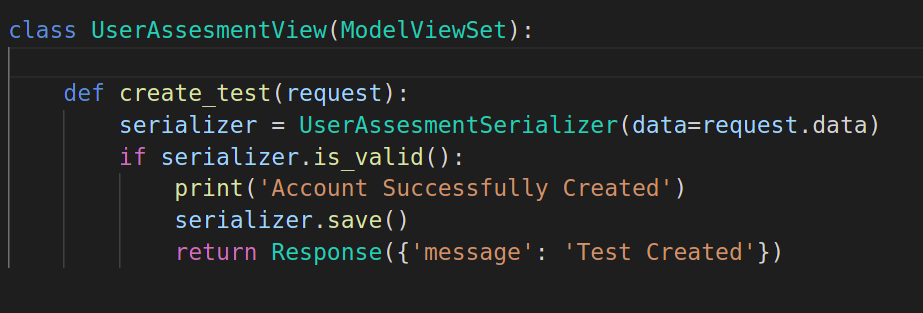 class UserAssesmentView(ModelViewSet):
def create_test(request):
serializer = UserAssesmentSerializer(data=request.data)
if serializer.is_valid():
print('Account Successfully Created')
serializer.save()
return Response({'message': 'Test Created'})